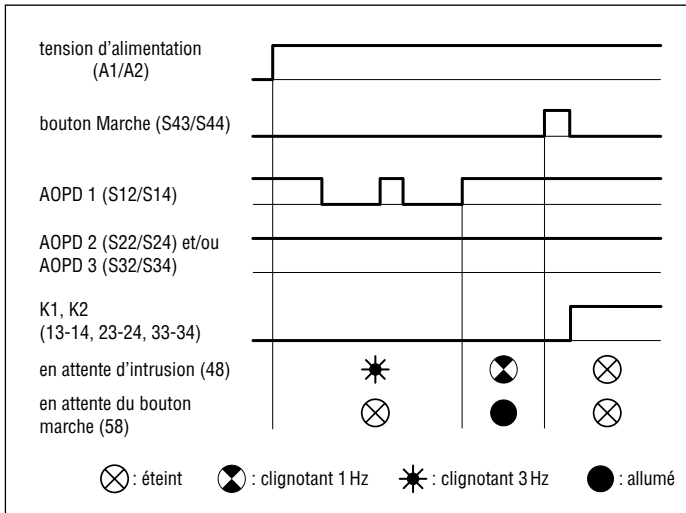 tension d'alimentation
(A1/A2)
bouton Marche (S43/S44)
AOPD 1 (S12/S14)
AOPD 2 (S22/S24) et/ou
AOPD 3 (S32/S34)
K1, K2
(13-14, 23-24, 33-34)
en attente d'intrusion (48)
en attente du bouton
marche (58)
: éteint : clignotant 1 Hz : clignotant 3 Hz : allumé